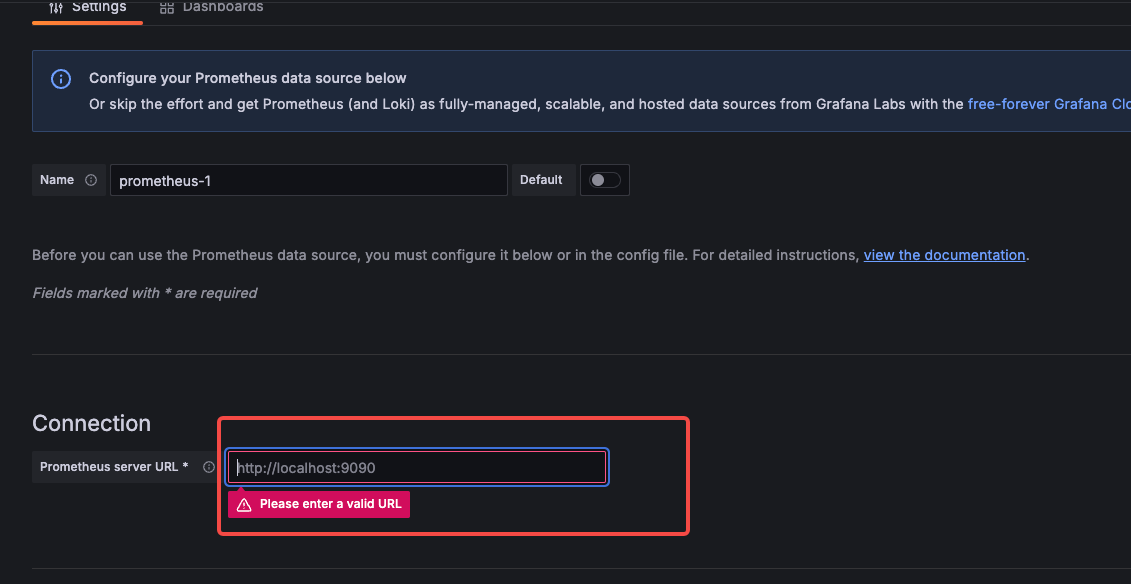 Settings
Dashboards
Configure your Prometheus data source below
Or skip the effort and get Prometheus (and Loki) as fully-managed, scalable, and hosted data sources from Grafana Labs with the free-forever Grafana Clo
Name
prometheus-1
Default
Before you can use the Prometheus data source, you must configure it below or in the config file. For detailed instructions, view the documentation.
Fields marked with * are required
Connection
Prometheus server URL *
http://localhost:9090
Please enter a valid URL